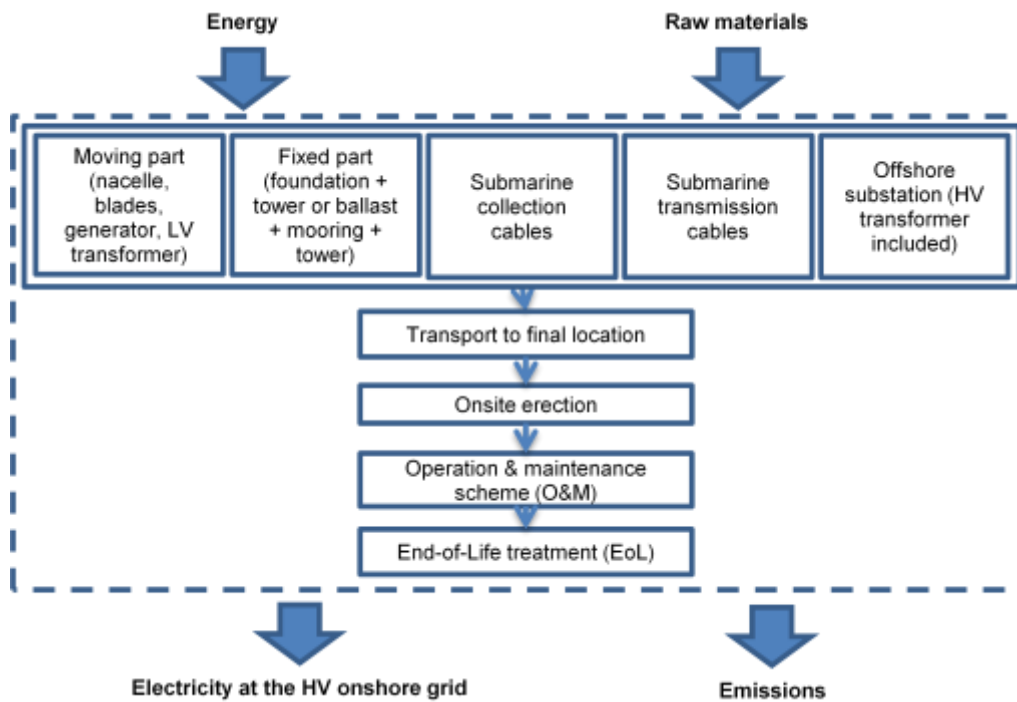 Energy
Raw materials
Moving part
(nacelle,
blades,
generator, LV
transformer)
Fixed part
(foundation +
tower or ballast
+ mooring +
tower)
Submarine
collection
cables
Submarine
transmission
cables
Offshore
substation (HV
transformer
included)
Transport to final location
Onsite erection
Operation & maintenance
scheme (O&M)
End-of-Life treatment (EoL)
Electricity at the HV onshore grid
Emissions